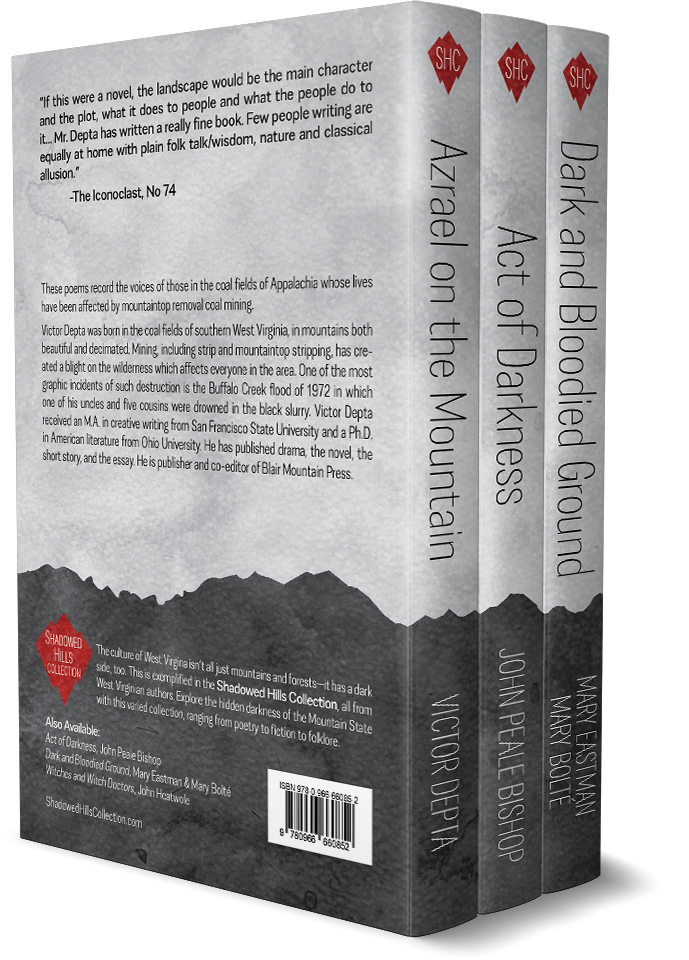 "If this were a novel, the landscape would be the main character
and the plot, what it does to people and what the people do to
it... Mr. Depta has written a really fine book. Few people writing are
equally at home with plain folk talk/wisdom, nature and classical
allusion."
-The Iconoclast, No 74
These poems record the voices of those in the coal fields of Appalachia whose lives
have been affected by mountaintop removal coal mining.
Victor Depta was born in the coal fields of southern West Virginia, in mountains both
beautiful and decimated. Mining, including strip and mountaintop stripping, has cre-
ated a blight on the wilderness which affects everyone in the area. One of the most
graphic incidents of such destruction is the Buffalo Creek flood of 1972 in which
one of his uncles and five cousins were drowned in the black slurry. Victor Depta
received an M.A. in creative writing from San Francisco State University and a Ph.D.
in American literature from Ohio University. He has published drama, the novel, the
short story, and the essay. He is publisher and co-editor of Blair Mountain Press.
SHADOWED
HILLS
COLLECTION
The culture of West Virgina isn't all just mountains and forests—it has a dark
side, too. This is exemplified in the Shadowed Hills Collection, all from
West Virginian authors. Explore the hidden darkness of the Mountain State
with this varied collection, ranging from poetry to fiction to folklore.
Also Available:
Act of Darkness, John Peale Bishop
Dark and Bloodied Ground, Mary Eastman & Mary Bolté
Witches and Witch Doctors, John Heatwole
ShadowedHillsCollection.com
ISBN 978 0 966 66085 2
9 780966 660852
SHC
Azrael on the Mountain
VICTOR DEPTA
SHC
Act of Darkness
JOHN PEALE BISHOP
SHC
Dark and Bloodied Ground
MARY EASTMAN
MARY BOLTÉ